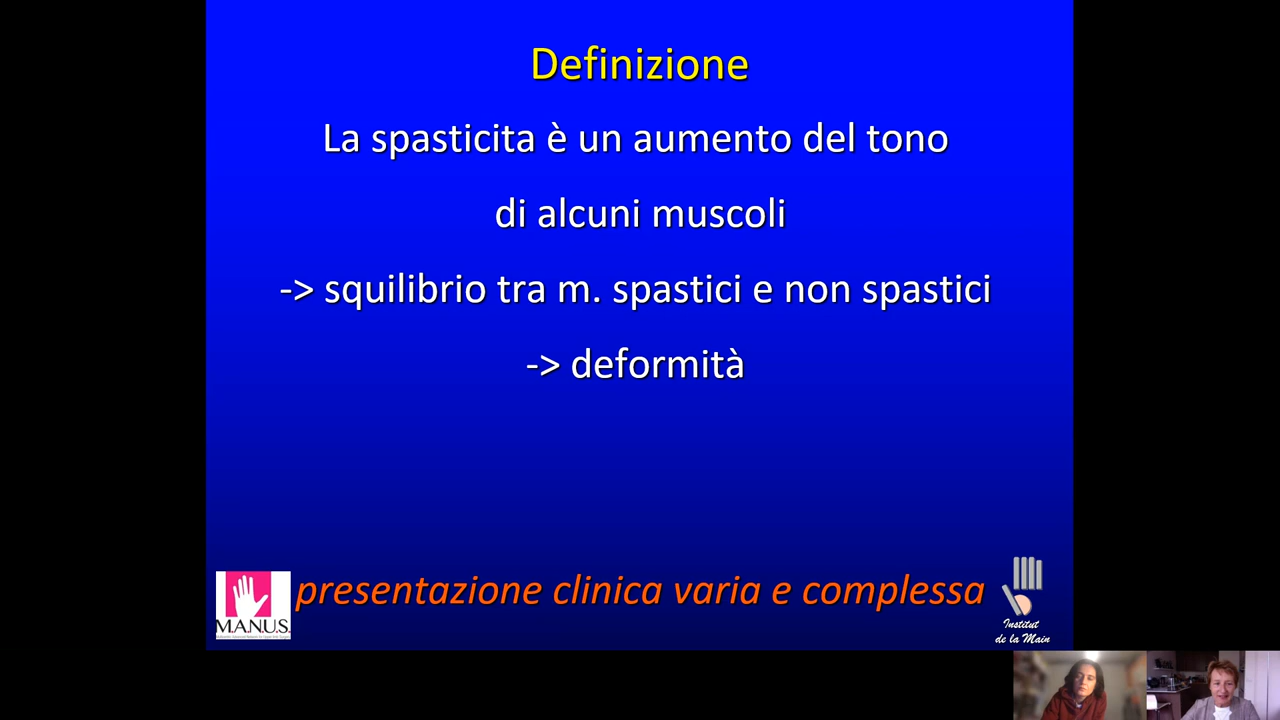 Definizione
La spasticita è un aumento del tono
di alcuni muscoli
-> squilibrio tra m. spastici e non spastici
-> deformità
presentazione clinica varia e complessa
M.A.N.U.S.
Institut
de la Main